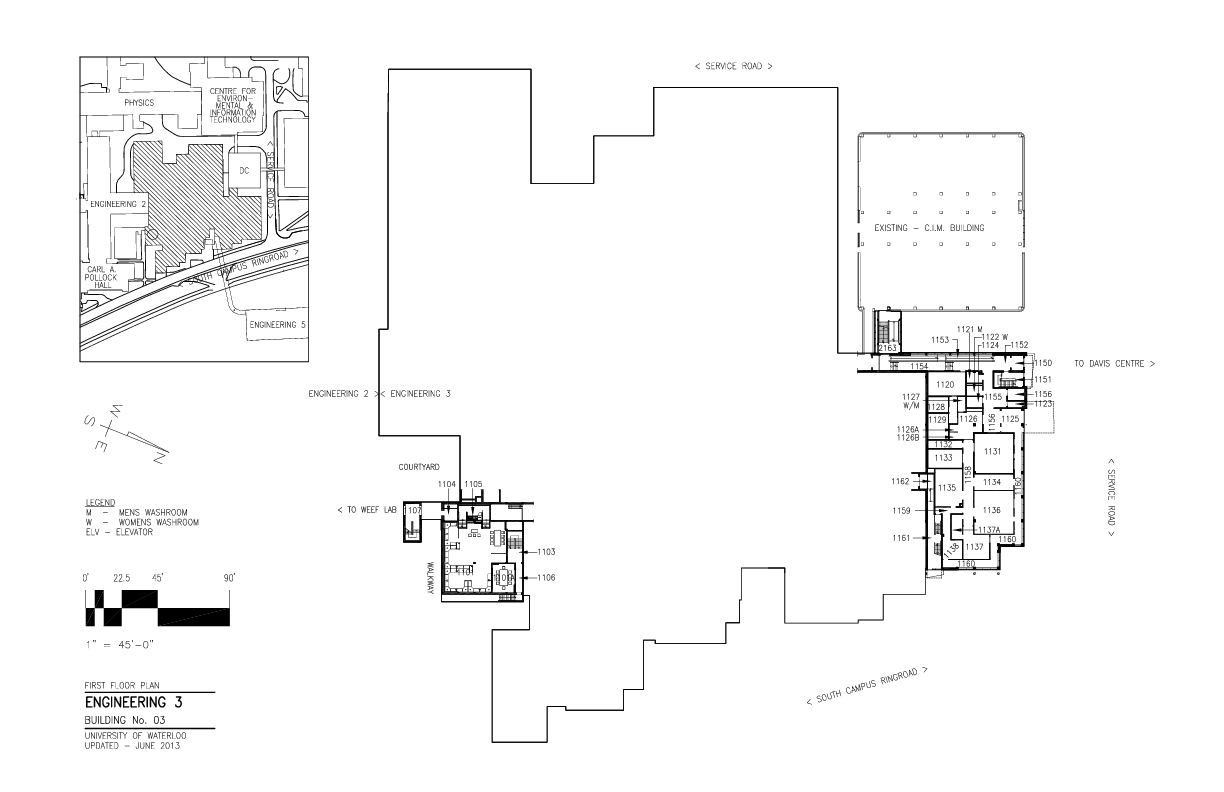 < SERVICE ROAD >
PHYSICS
CENTRE FOR
ENVIRON-
MENTAL &
INFORMATION
TECHNOLOGY
DC
< SERVICE ROAD >
ENGINEERING 2
CARL A.
POLLOCK
HALL
< SOUTH CAMPUS RINGROAD >
ENGINEERING 5
EXISTING - C.I.M. BUILDING
1121 M
1122 W
1124
1153
1152
2163
1154
1150
TO DAVIS CENTRE >
1151
1120
1156
1155
1123
ENGINEERING 2 >< ENGINEERING 3
1127
W/M
1128
1129
1126
1156
1125
1126A
1126B
1132
1133
1131
1158
1134
1160
1162
1135
1136
1159
1137A
1161
1138
1137
1160
1160
< SERVICE ROAD >
W
S
E
N
COURTYARD
1104
1105
< TO WEEF LAB
1107
1103
1101A
1106
WALKWAY
LEGEND
M - MENS WASHROOM
W - WOMENS WASHROOM
ELV - ELEVATOR
0' 22.5 45' 90'
1" = 45'-0"
< SOUTH CAMPUS RINGROAD >
FIRST FLOOR PLAN
ENGINEERING 3
BUILDING No. 03
UNIVERSITY OF WATERLOO
UPDATED - JUNE 2013